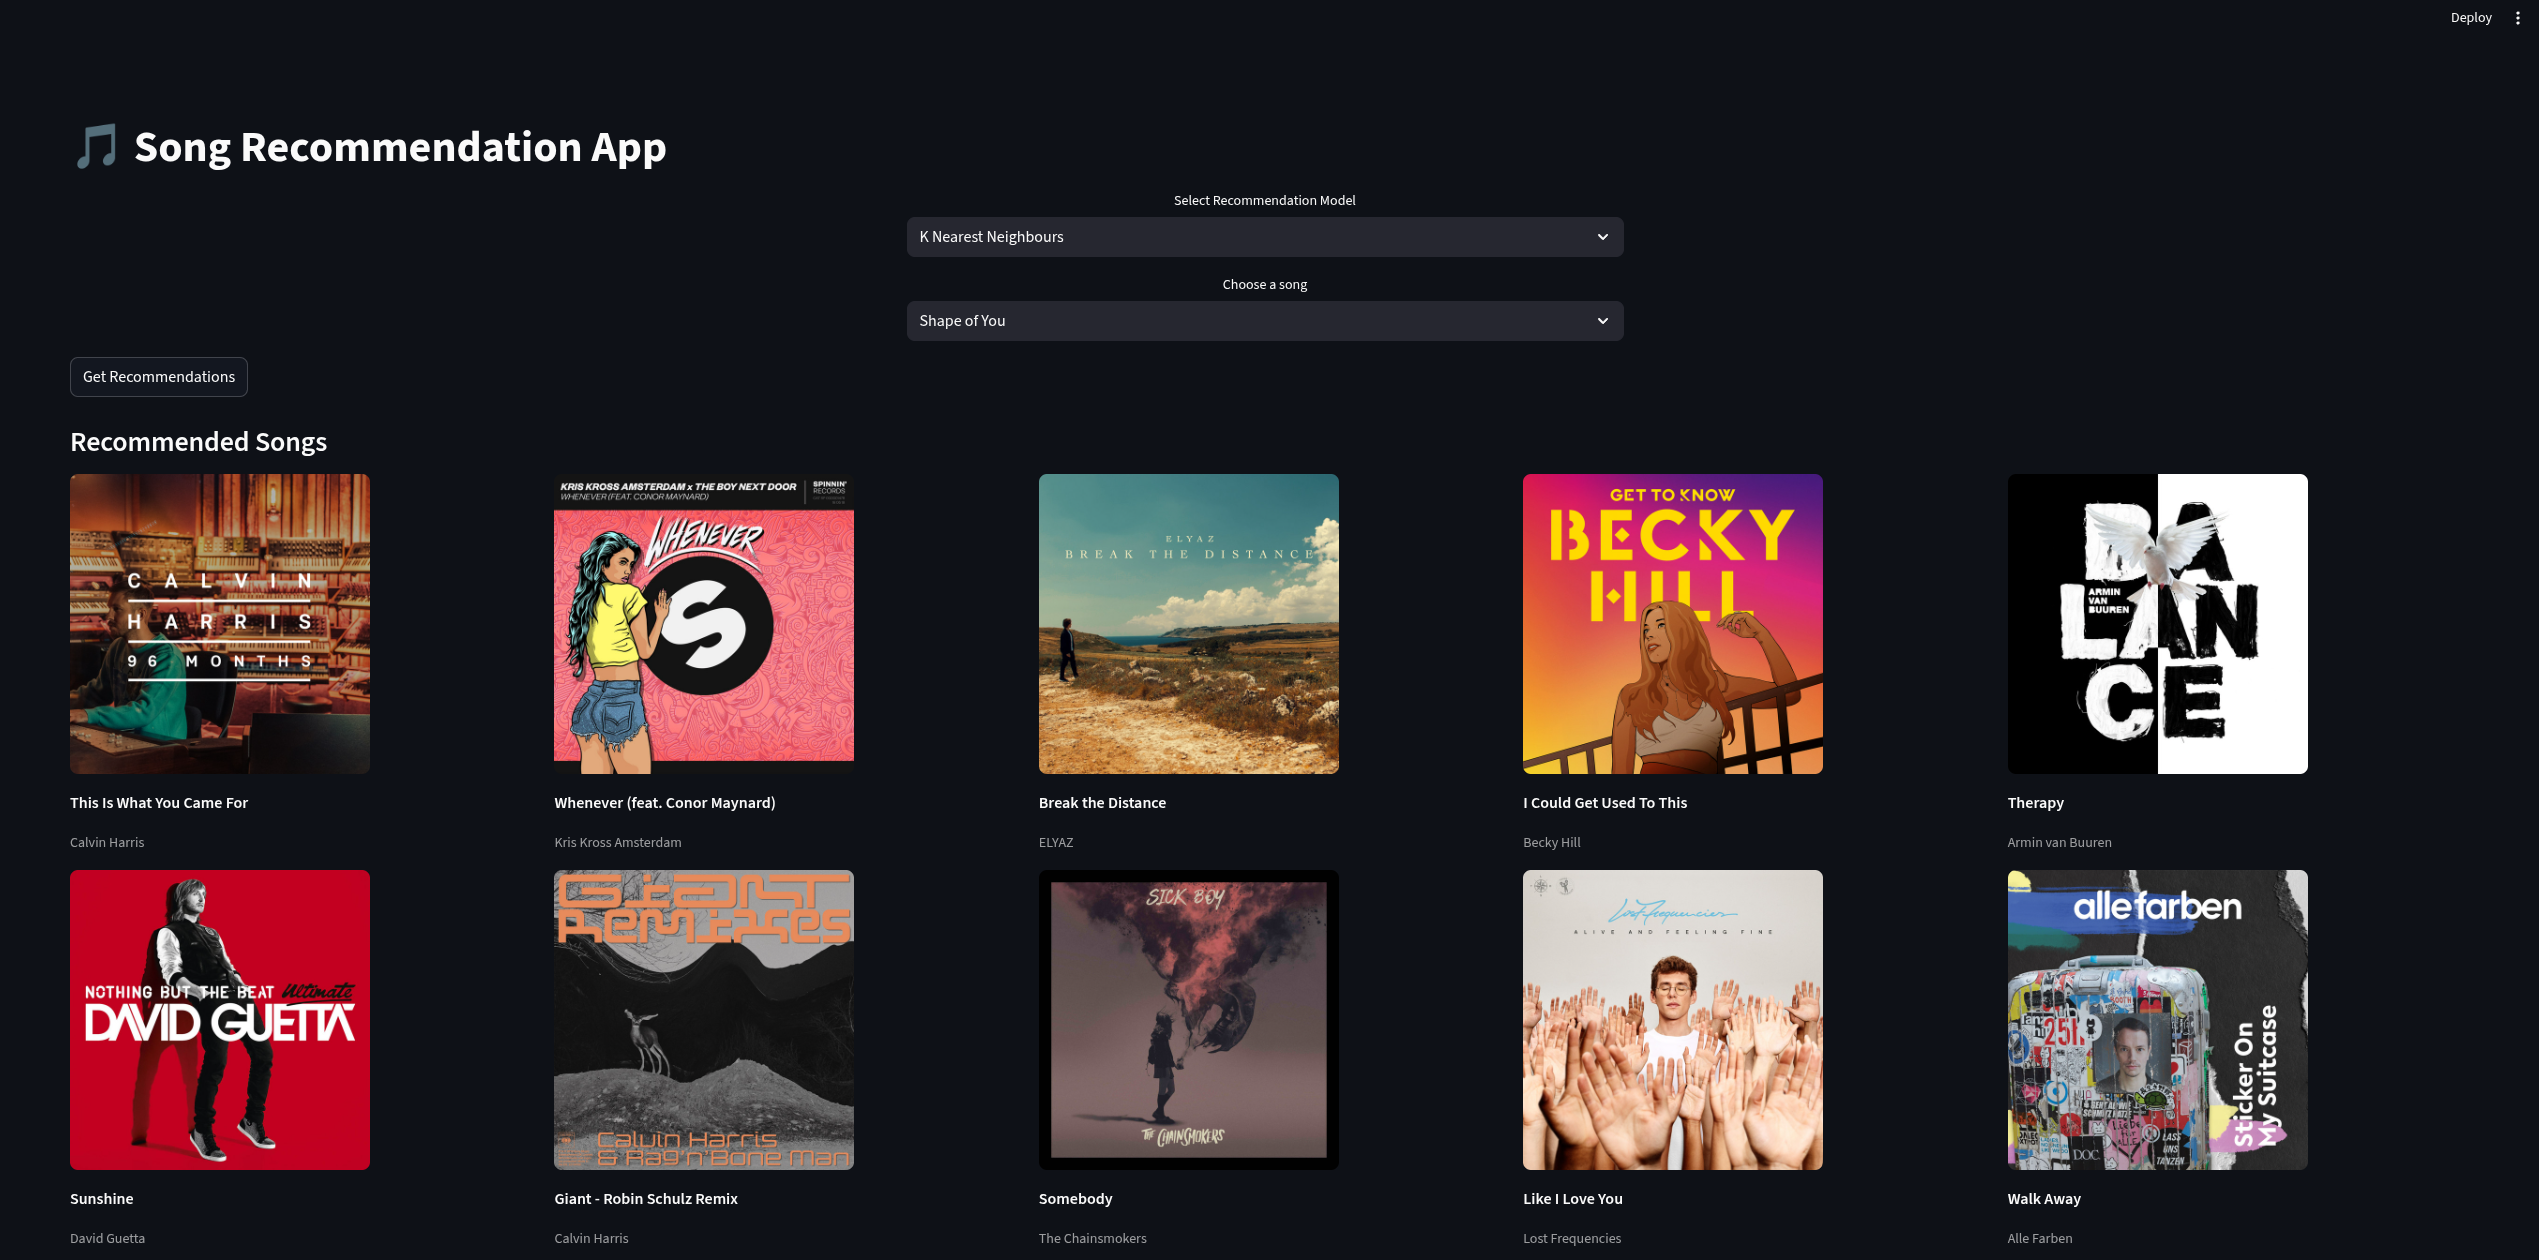 Deploy
Song Recommendation App
Select Recommendation Model
K Nearest Neighbours
Choose a song
Shape of You
Get Recommendations
Recommended Songs
CALVIN
HARRIS
96 MONTHS
KRIS KROSS AMSTERDAM x THE BOY NEXT DOOR
WHENEVER (FEAT. CONOR MAYNARD)
SPINNIN'
RECORDS
WHENEVER
ELYAZ
BREAK THE DISTANCE
GET TO KNOW
BECKY
HILL
BA
LAN
CE
ARMIN
VAN
BUUREN
This Is What You Came For
Whenever (feat. Conor Maynard)
Break the Distance
I Could Get Used To This
Therapy
Calvin Harris
Kris Kross Amsterdam
ELYAZ
Becky Hill
Armin van Buuren
NOTHING BUT THE BEAT Ultimate
DAVID GUETTA
Giant
Remixes
Calvin Harris
& Rag'n'Bone Man
SICK BOY
THE CHAINSMOKERS
Lost Frequencies
ALIVE AND FEELING FINE
alle farben
Sticker On
My Suitcase
Sunshine
Giant - Robin Schulz Remix
Somebody
Like I Love You
Walk Away
David Guetta
Calvin Harris
The Chainsmokers
Lost Frequencies
Alle Farben